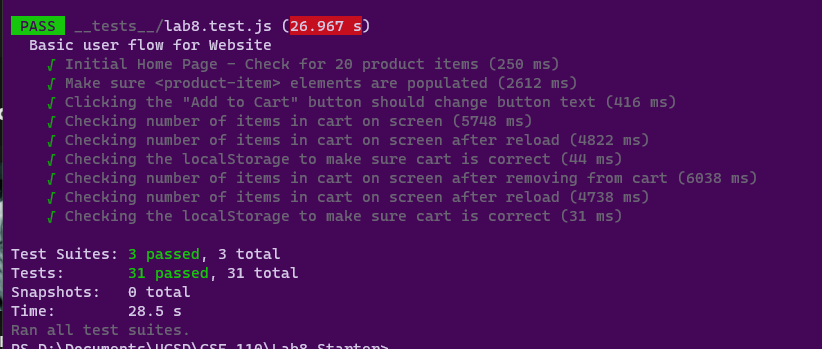 PASS __tests__/lab8.test.js (26.967 s)
Basic user flow for Website
√ Initial Home Page - Check for 20 product items (250 ms)
√ Make sure <product-item> elements are populated (2612 ms)
√ Clicking the "Add to Cart" button should change button text (416 ms)
√ Checking number of items in cart on screen (5748 ms)
√ Checking number of items in cart on screen after reload (4822 ms)
√ Checking the localStorage to make sure cart is correct (44 ms)
√ Checking number of items in cart on screen after removing from cart (6038 ms)
√ Checking number of items in cart on screen after reload (4738 ms)
√ Checking the localStorage to make sure cart is correct (31 ms)
Test Suites: 3 passed, 3 total
Tests: 31 passed, 31 total
Snapshots: 0 total
Time: 28.5 s
Ran all test suites.
PS D:\Documents\UCSD\CSE 110\Lab8_Starter>